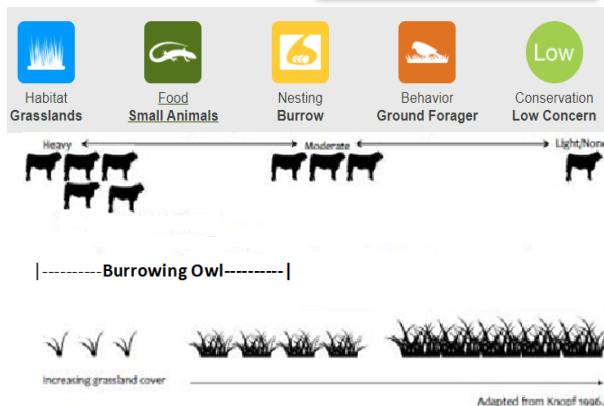 Low
Habitat Food Nesting Behavior Conservation
Grasslands Small Animals Burrow Ground Forager Low Concern
Heavy Moderate Light/None
|----------Burrowing Owl----------|
Increasing grassland cover
Adapted from Knopf 1996.